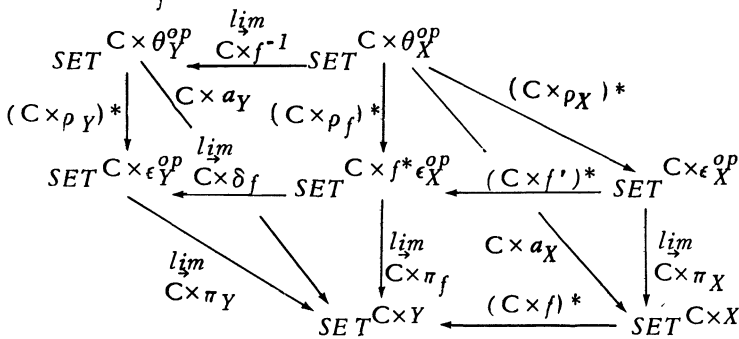 f
lim
SET^{C×θ_Y^{op}} C×f^{-1} SET^{C×θ_X^{op}}
(C×ρ_Y)* C×a_Y (C×ρ_f)* (C×ρ_X)*
lim
SET^{C×ε_Y^{op}} C×δ_f SET^{C×f*ε_X^{op}} (C×f')* SET^{C×ε_X^{op}}
lim C×π_Y lim C×π_f C×a_X lim C×π_X
SET^{C×Y} (C×f)* SET^{C×X}